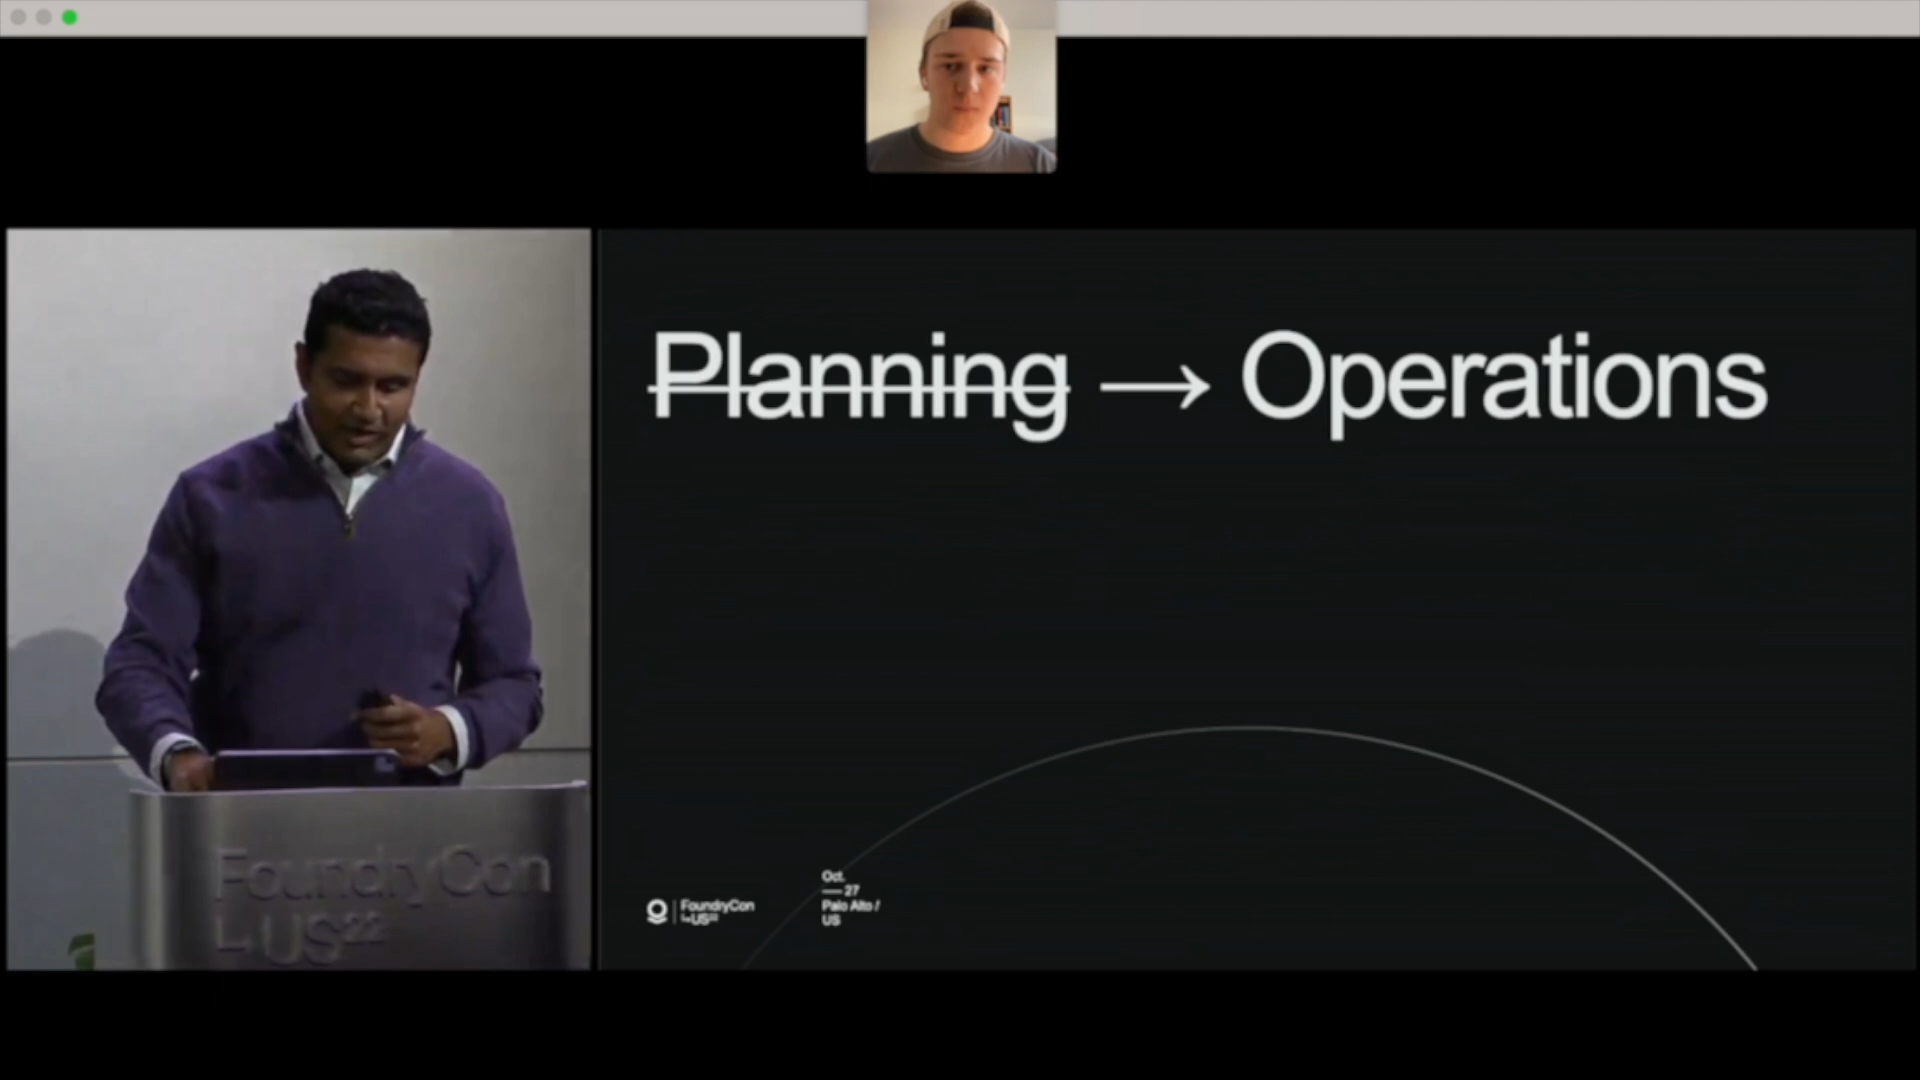 Planning → Operations
FoundryCon
↳US22
FoundryCon
↳US22
Oct.
—27
Palo Alto /
US